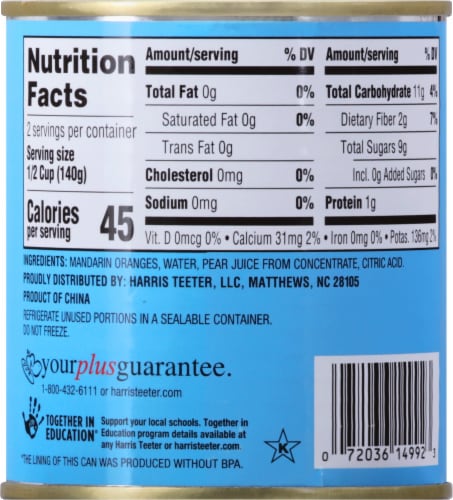 Nutrition Facts
2 servings per container
Serving size
1/2 Cup (140g)
Calories
per serving 45
Amount/serving % DV
Total Fat 0g 0%
Saturated Fat 0g 0%
Trans Fat 0g
Cholesterol 0mg 0%
Sodium 0mg 0%
Amount/serving % DV
Total Carbohydrate 11g 4%
Dietary Fiber 2g 7%
Total Sugars 9g
Incl. 0g Added Sugars 0%
Protein 1g
Vit. D 0mcg 0% • Calcium 31mg 2% • Iron 0mg 0% • Potas. 136mg 2%
INGREDIENTS: MANDARIN ORANGES, WATER, PEAR JUICE FROM CONCENTRATE, CITRIC ACID.
PROUDLY DISTRIBUTED BY: HARRIS TEETER, LLC, MATTHEWS, NC 28105
PRODUCT OF CHINA
REFRIGERATE UNUSED PORTIONS IN A SEALABLE CONTAINER.
DO NOT FREEZE.
yourplusguarantee.
1-800-432-6111 or harristeeter.com
TOGETHER IN
EDUCATION®
Support your local schools. Together in
Education program details available at
any Harris Teeter or harristeeter.com.
*THE LINING OF THIS CAN WAS PRODUCED WITHOUT BPA.
K
0 72036 14992 3